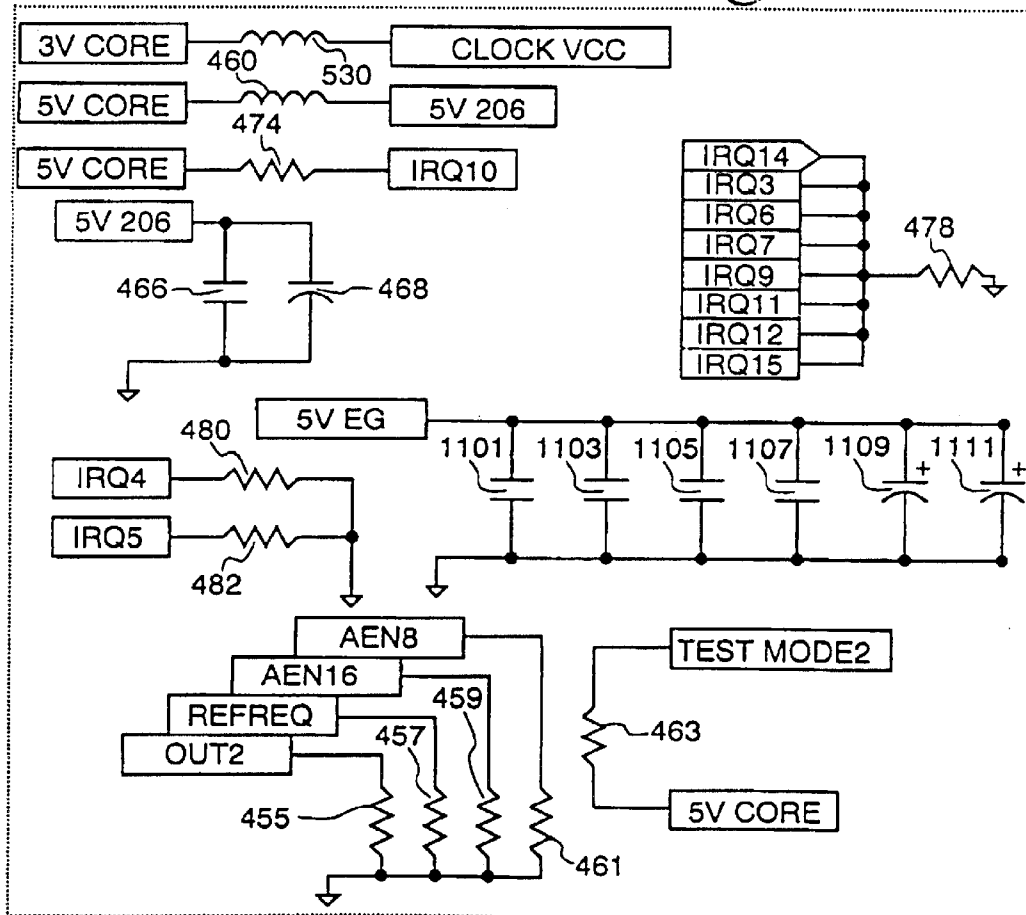 3V CORE
CLOCK VCC
460
530
5V CORE
5V 206
474
5V CORE
IRQ10
IRQ14
IRQ3
IRQ6
IRQ7
IRQ9
IRQ11
IRQ12
IRQ15
478
5V 206
466
468
5V EG
480
1101
1103
1105
1107
1109
+
1111
+
IRQ4
IRQ5
482
AEN8
AEN16
REFREQ
OUT2
459
457
455
461
TEST MODE2
463
5V CORE